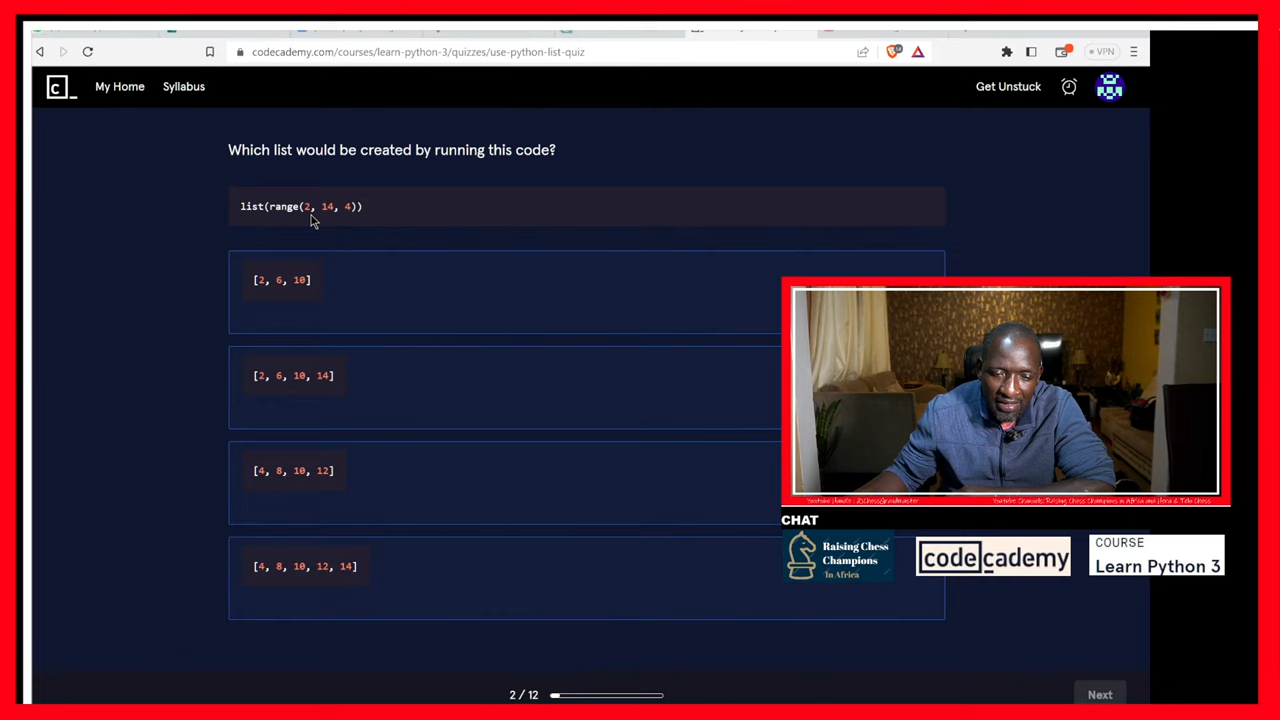 codecademy.com/courses/learn-python-3/quizzes/use-python-list-quiz
VPN
C_
My Home
Syllabus
Get Unstuck
Which list would be created by running this code?
list(range(2, 14, 4))
[2, 6, 10]
[2, 6, 10, 14]
[4, 8, 10, 12]
[4, 8, 10, 12, 14]
CHAT
Raising Chess
Champions
In Africa
codecademy
COURSE
Learn Python 3
2 / 12
Next